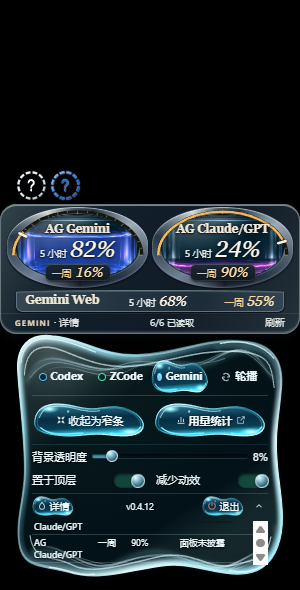 ? ?
AG Gemini AG Claude/GPT
5 小时 82% 5 小时 24%
一周 16% 一周 90%
Gemini Web 5 小时 68% 一周 55%
GEMINI · 详情 6/6 已读取 刷新
Codex ZCode Gemini 轮播
收起为窄条 用量统计
背景透明度 8%
置于顶层 减少动效
详情 v0.4.12 退出
Claude/GPT
AG 一周 90% 面板未披露
Claude/GPT